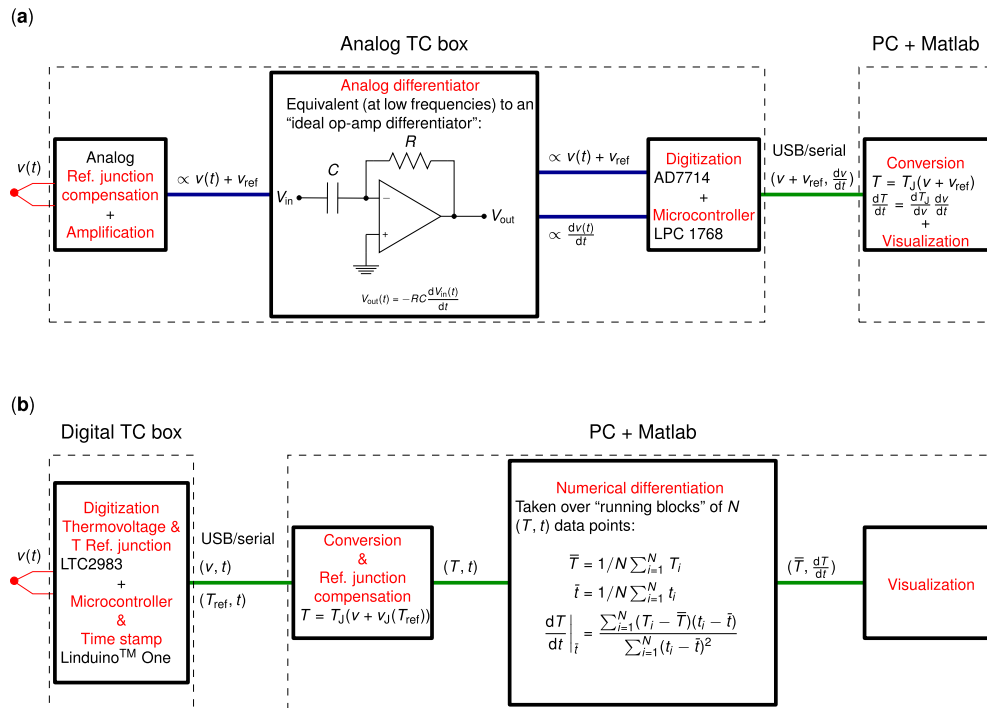 (a)
Analog TC box
PC + Matlab
v(t)
Analog
Ref. junction
compensation
+
Amplification
∝ v(t) + v_ref
Analog differentiator
Equivalent (at low frequencies) to an
“ideal op-amp differentiator”:
R
C
V_in
−
+
V_out
V_out(t) = −RC dV_in(t)/dt
∝ v(t) + v_ref
∝ dv(t)/dt
Digitization
AD7714
+
Microcontroller
LPC 1768
USB/serial
(v + v_ref, dv/dt)
Conversion
T = T_J(v + v_ref)
dT/dt = dT_J/dv dv/dt
+
Visualization
(b)
Digital TC box
PC + Matlab
v(t)
Digitization
Thermovoltage &
T Ref. junction
LTC2983
+
Microcontroller
&
Time stamp
Linduino™ One
USB/serial
(v, t)
(T_ref, t)
Conversion
&
Ref. junction
compensation
T = T_J(v + v_J(T_ref))
(T, t)
Numerical differentiation
Taken over “running blocks” of N
(T, t) data points:
T̅ = 1/N ∑_{i=1}^{N} T_i
t̄ = 1/N ∑_{i=1}^{N} t_i
dT/dt|_t̄ = ∑_{i=1}^{N}(T_i − T̅)(t_i − t̄) / ∑_{i=1}^{N}(t_i − t̄)²
(T̅, dT/dt)
Visualization